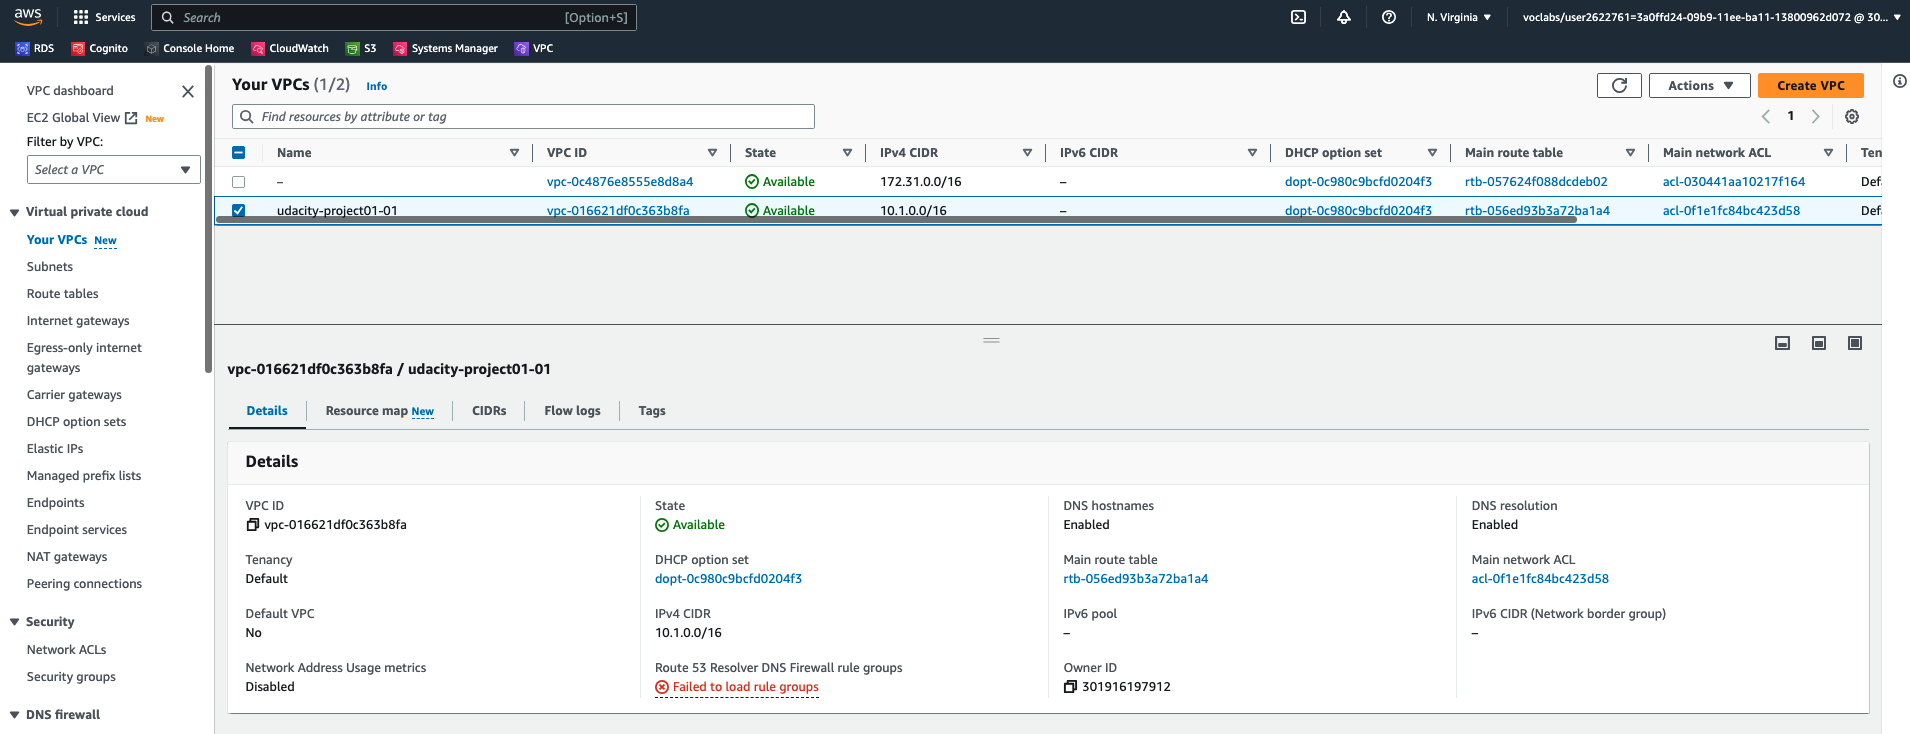 aws
Services
Search [Option+S]
N. Virginia
voclabs/user2622761=3a0ffd24-09b9-11ee-ba11-13800962d072 @ 30...
RDS Cognito Console Home CloudWatch S3 Systems Manager VPC
VPC dashboard
EC2 Global View New
Filter by VPC:
Select a VPC
Virtual private cloud
Your VPCs New
Subnets
Route tables
Internet gateways
Egress-only internet
gateways
Carrier gateways
DHCP option sets
Elastic IPs
Managed prefix lists
Endpoints
Endpoint services
NAT gateways
Peering connections
Security
Network ACLs
Security groups
DNS firewall
Your VPCs (1/2) Info
Actions
Create VPC
Find resources by attribute or tag
1
Name VPC ID State IPv4 CIDR IPv6 CIDR DHCP option set Main route table Main network ACL Ten
– vpc-0c4876e8555e8d8a4 Available 172.31.0.0/16 – dopt-0c980c9bcfd0204f3 rtb-057624f088dcdeb02 acl-030441aa10217f164 Defa
udacity-project01-01 vpc-016621df0c363b8fa Available 10.1.0.0/16 – dopt-0c980c9bcfd0204f3 rtb-056ed93b3a72ba1a4 acl-0f1e1fc84bc423d58 Defa
vpc-016621df0c363b8fa / udacity-project01-01
Details Resource map New CIDRs Flow logs Tags
Details
VPC ID
vpc-016621df0c363b8fa
State
Available
DNS hostnames
Enabled
DNS resolution
Enabled
Tenancy
Default
DHCP option set
dopt-0c980c9bcfd0204f3
Main route table
rtb-056ed93b3a72ba1a4
Main network ACL
acl-0f1e1fc84bc423d58
Default VPC
No
IPv4 CIDR
10.1.0.0/16
IPv6 pool
–
IPv6 CIDR (Network border group)
–
Network Address Usage metrics
Disabled
Route 53 Resolver DNS Firewall rule groups
Failed to load rule groups
Owner ID
301916197912